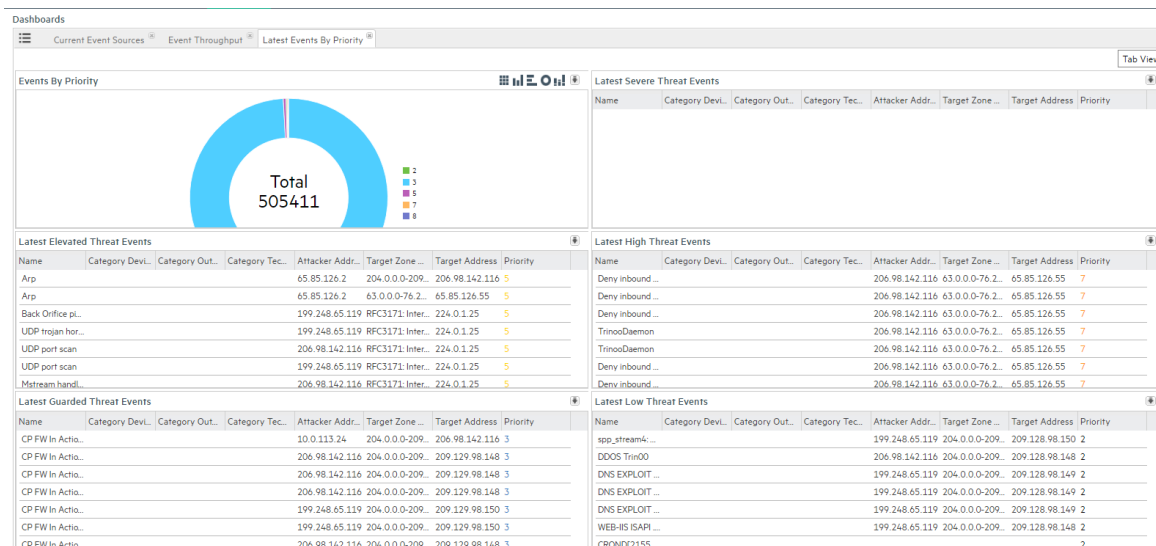 Dashboards
Current Event Sources Event Throughput Latest Events By Priority
Tab View
Events By Priority
Total
505411
2
3
5
7
8
Latest Severe Threat Events
Name Category Devi... Category Out... Category Tec... Attacker Addr... Target Zone ... Target Address Priority
Latest Elevated Threat Events
Name Category Devi... Category Out... Category Tec... Attacker Addr... Target Zone ... Target Address Priority
Arp 65.85.126.2 204.0.0.0-209... 206.98.142.116 5
Arp 65.85.126.2 63.0.0.0-76.2... 65.85.126.55 5
Back Orifice pi... 199.248.65.119 RFC3171: Inter... 224.0.1.25 5
UDP trojan hor... 199.248.65.119 RFC3171: Inter... 224.0.1.25 5
UDP port scan 206.98.142.116 RFC3171: Inter... 224.0.1.25 5
UDP port scan 199.248.65.119 RFC3171: Inter... 224.0.1.25 5
Mstream handl... 206.98.142.116 RFC3171: Inter... 224.0.1.25 5
Latest High Threat Events
Name Category Devi... Category Out... Category Tec... Attacker Addr... Target Zone ... Target Address Priority
Deny inbound ... 206.98.142.116 63.0.0.0-76.2... 65.85.126.55 7
Deny inbound ... 206.98.142.116 63.0.0.0-76.2... 65.85.126.55 7
Deny inbound ... 206.98.142.116 63.0.0.0-76.2... 65.85.126.55 7
TrinooDaemon 206.98.142.116 63.0.0.0-76.2... 65.85.126.55 7
TrinooDaemon 206.98.142.116 63.0.0.0-76.2... 65.85.126.55 7
Deny inbound ... 206.98.142.116 63.0.0.0-76.2... 65.85.126.55 7
Deny inbound ... 206.98.142.116 63.0.0.0-76.2... 65.85.126.55 7
Latest Guarded Threat Events
Name Category Devi... Category Out... Category Tec... Attacker Addr... Target Zone ... Target Address Priority
CP FW In Actio... 10.0.113.24 204.0.0.0-209... 206.98.142.116 3
CP FW In Actio... 206.98.142.116 204.0.0.0-209... 209.129.98.148 3
CP FW In Actio... 206.98.142.116 204.0.0.0-209... 209.129.98.148 3
CP FW In Actio... 206.98.142.116 204.0.0.0-209... 209.129.98.148 3
CP FW In Actio... 199.248.65.119 204.0.0.0-209... 209.129.98.150 3
CP FW In Actio... 199.248.65.119 204.0.0.0-209... 209.129.98.150 3
CP FW In Actio... 206.98.142.116 204.0.0.0-209... 209.129.98.148 3
Latest Low Threat Events
Name Category Devi... Category Out... Category Tec... Attacker Addr... Target Zone ... Target Address Priority
spp_stream4: ... 199.248.65.119 204.0.0.0-209... 209.128.98.150 2
DDOS Trin00 206.98.142.116 204.0.0.0-209... 209.128.98.148 2
DNS EXPLOIT ... 199.248.65.119 204.0.0.0-209... 209.128.98.149 2
DNS EXPLOIT ... 199.248.65.119 204.0.0.0-209... 209.128.98.149 2
DNS EXPLOIT ... 199.248.65.119 204.0.0.0-209... 209.128.98.149 2
WEB-IIS ISAPI ... 199.248.65.119 204.0.0.0-209... 209.128.98.148 2
CROND[2155... 2